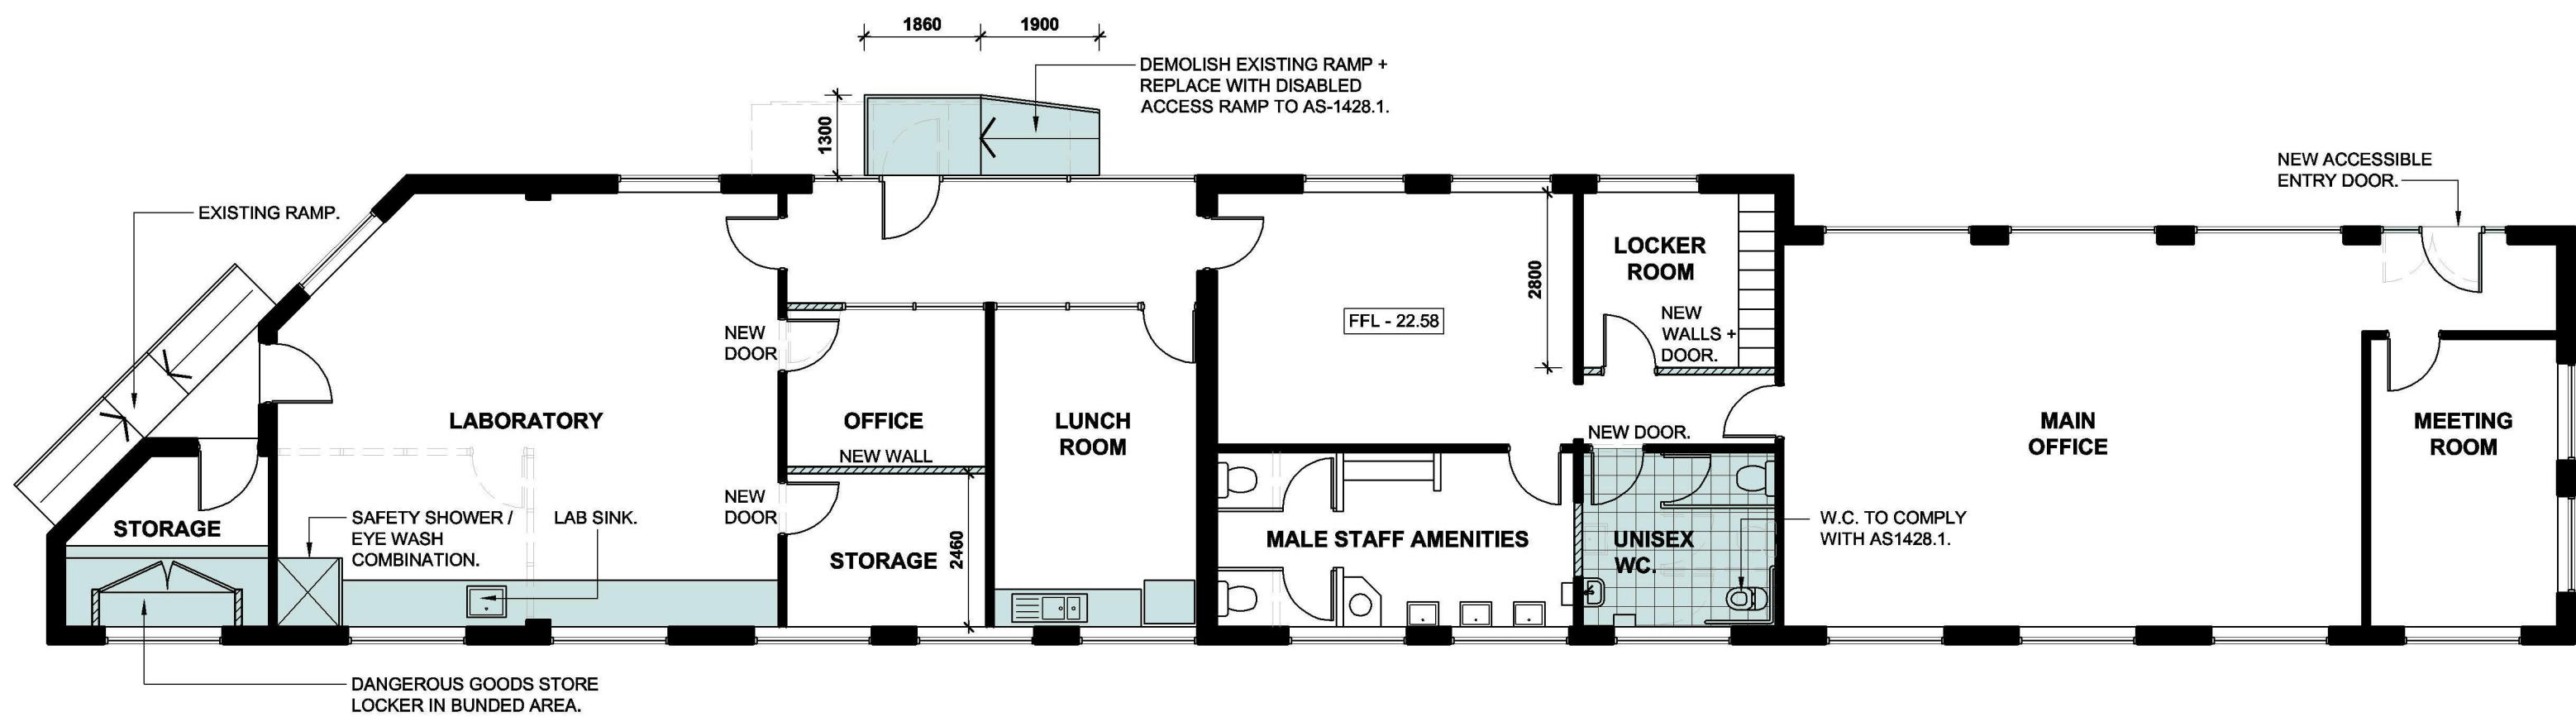 1860
1900
DEMOLISH EXISTING RAMP +
REPLACE WITH DISABLED
ACCESS RAMP TO AS-1428.1.
1300
NEW ACCESSIBLE
ENTRY DOOR.
EXISTING RAMP.
LOCKER
ROOM
2800
NEW
WALLS +
DOOR.
FFL - 22.58
NEW
DOOR
LABORATORY
OFFICE
LUNCH
ROOM
NEW WALL
NEW DOOR.
MAIN
OFFICE
MEETING
ROOM
NEW
DOOR
STORAGE
SAFETY SHOWER /
EYE WASH
COMBINATION.
LAB SINK.
STORAGE
2460
MALE STAFF AMENITIES
UNISEX
WC.
W.C. TO COMPLY
WITH AS1428.1.
DANGEROUS GOODS STORE
LOCKER IN BUNDED AREA.